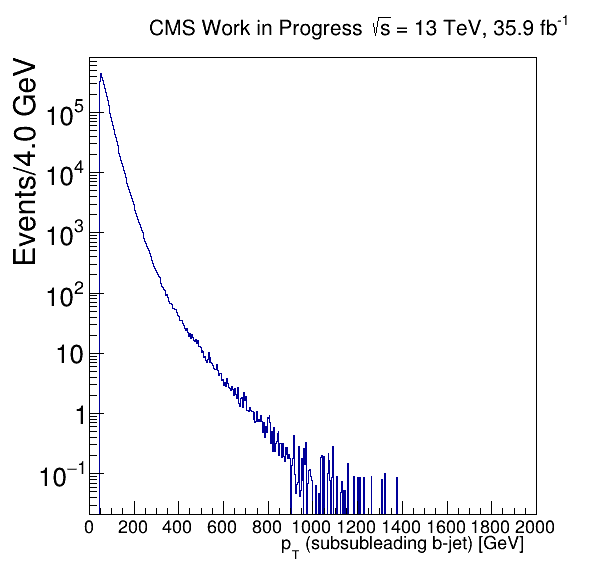 CMS Work in Progress √s = 13 TeV, 35.9 fb⁻¹
Events/4.0 GeV
10⁵
10⁴
10³
10²
10
1
10⁻¹
0 200 400 600 800 1000 1200 1400 1600 1800 2000
p_T (subsubleading b-jet) [GeV]